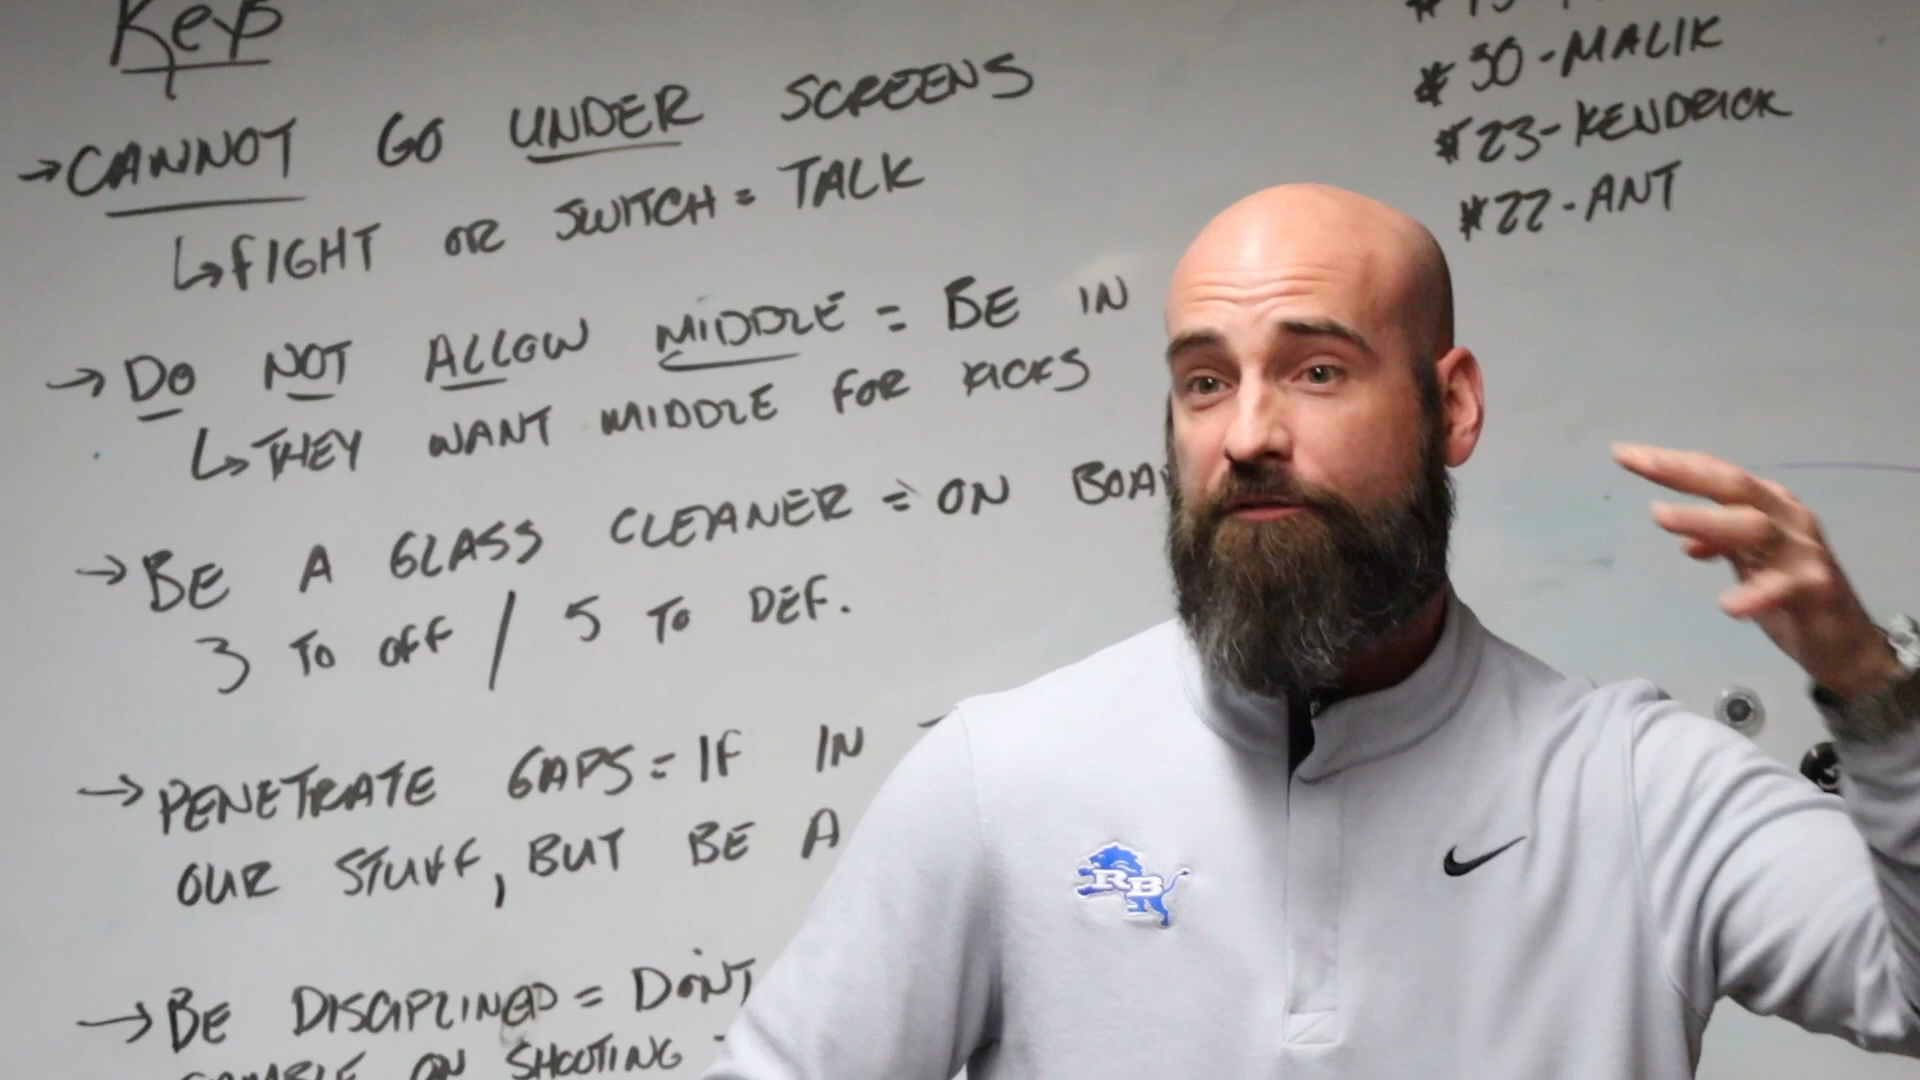 Keys
→ CANNOT GO UNDER SCREENS
↳ FIGHT OR SWITCH = TALK
→ DO NOT ALLOW MIDDLE = BE IN
↳ THEY WANT MIDDLE FOR KICKS
→ BE A GLASS CLEANER = ON
3 TO OFF / 5 TO DEF.
→ PENETRATE GAPS = IF IN
OUR STUFF, BUT BE A
→ BE DISCIPLINED = DON'T
ON SHOOTING
#30-MALIK
#23-KENDRICK
#22-ANT
RB
N